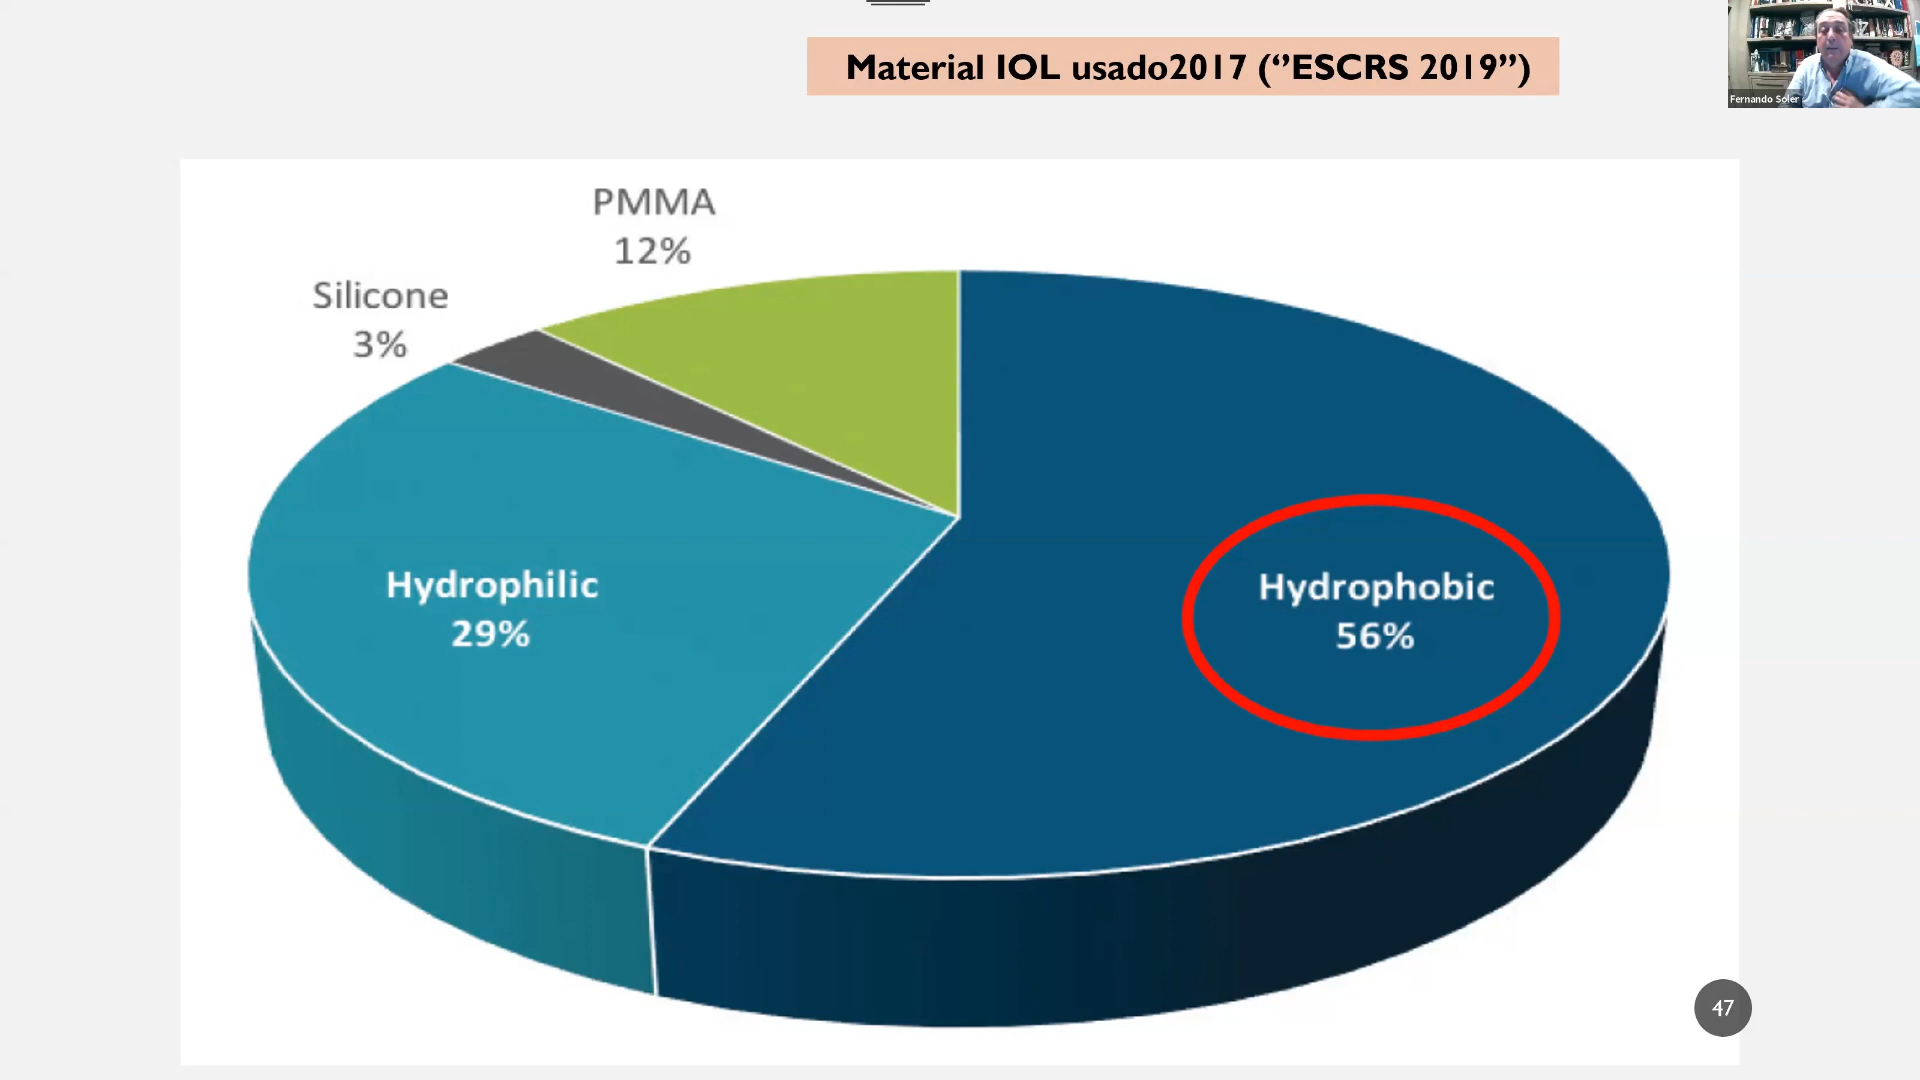 Material IOL usado2017 (“ESCRS 2019”)
Fernando Soler
PMMA
12%
Silicone
3%
Hydrophilic
29%
Hydrophobic
56%
47